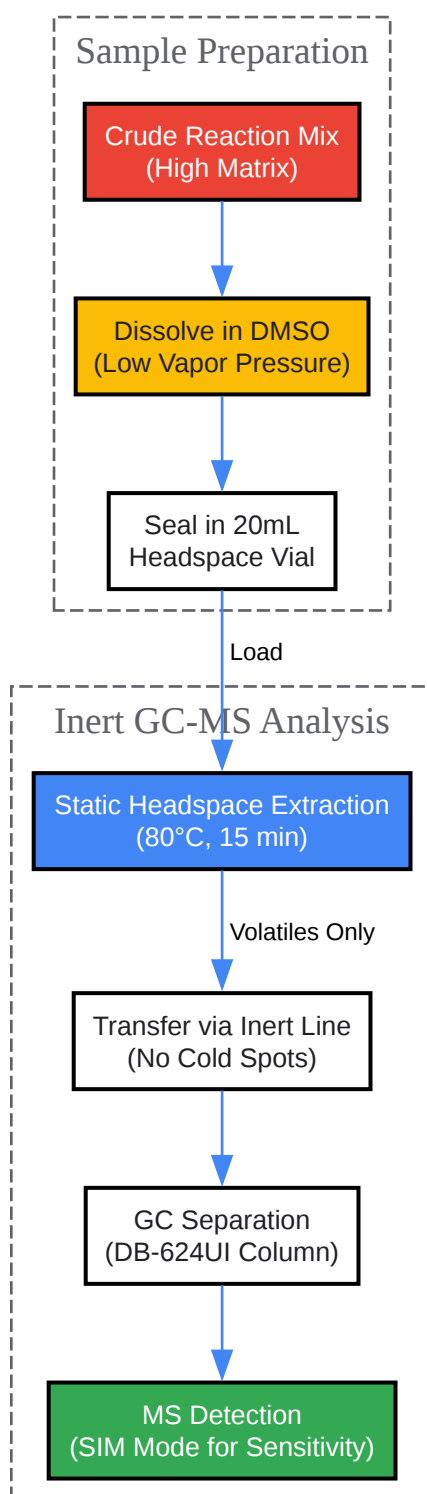 Sample Preparation
Crude Reaction Mix
(High Matrix)
Dissolve in DMSO
(Low Vapor Pressure)
Seal in 20mL
Headspace Vial
Load
Inert GC-MS Analysis
Static Headspace Extraction
(80°C, 15 min)
Volatiles Only
Transfer via Inert Line
(No Cold Spots)
GC Separation
(DB-624UI Column)
MS Detection
(SIM Mode for Sensitivity)